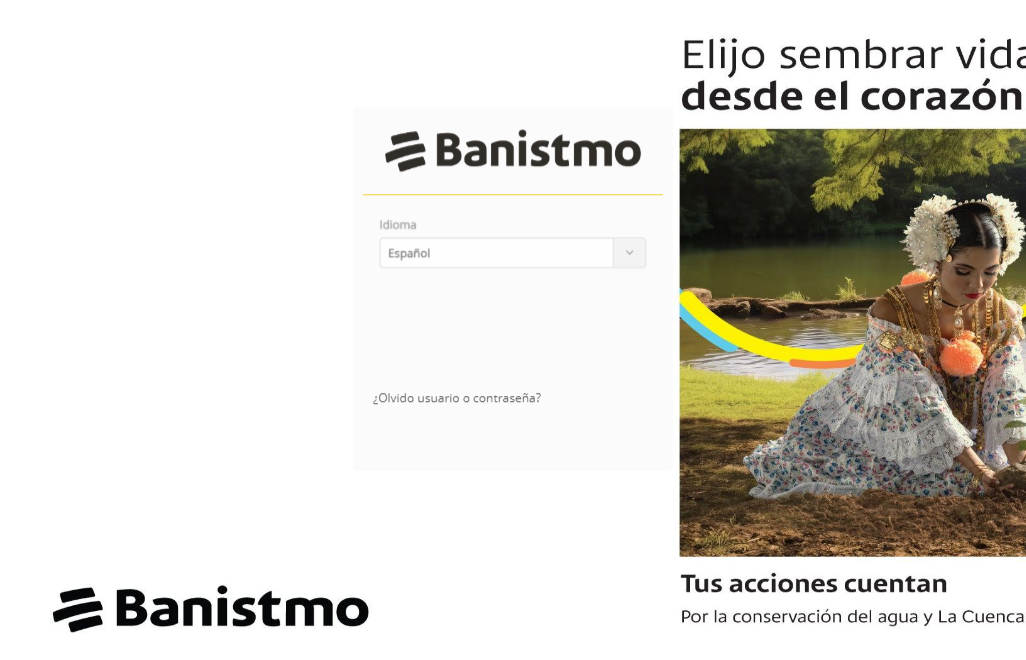 Elijo sembrar vida
desde el corazón
Banistmo
Idioma
Español
¿Olvido usuario o contraseña?
Tus acciones cuentan
Por la conservación del agua y La Cuenca
Banistmo